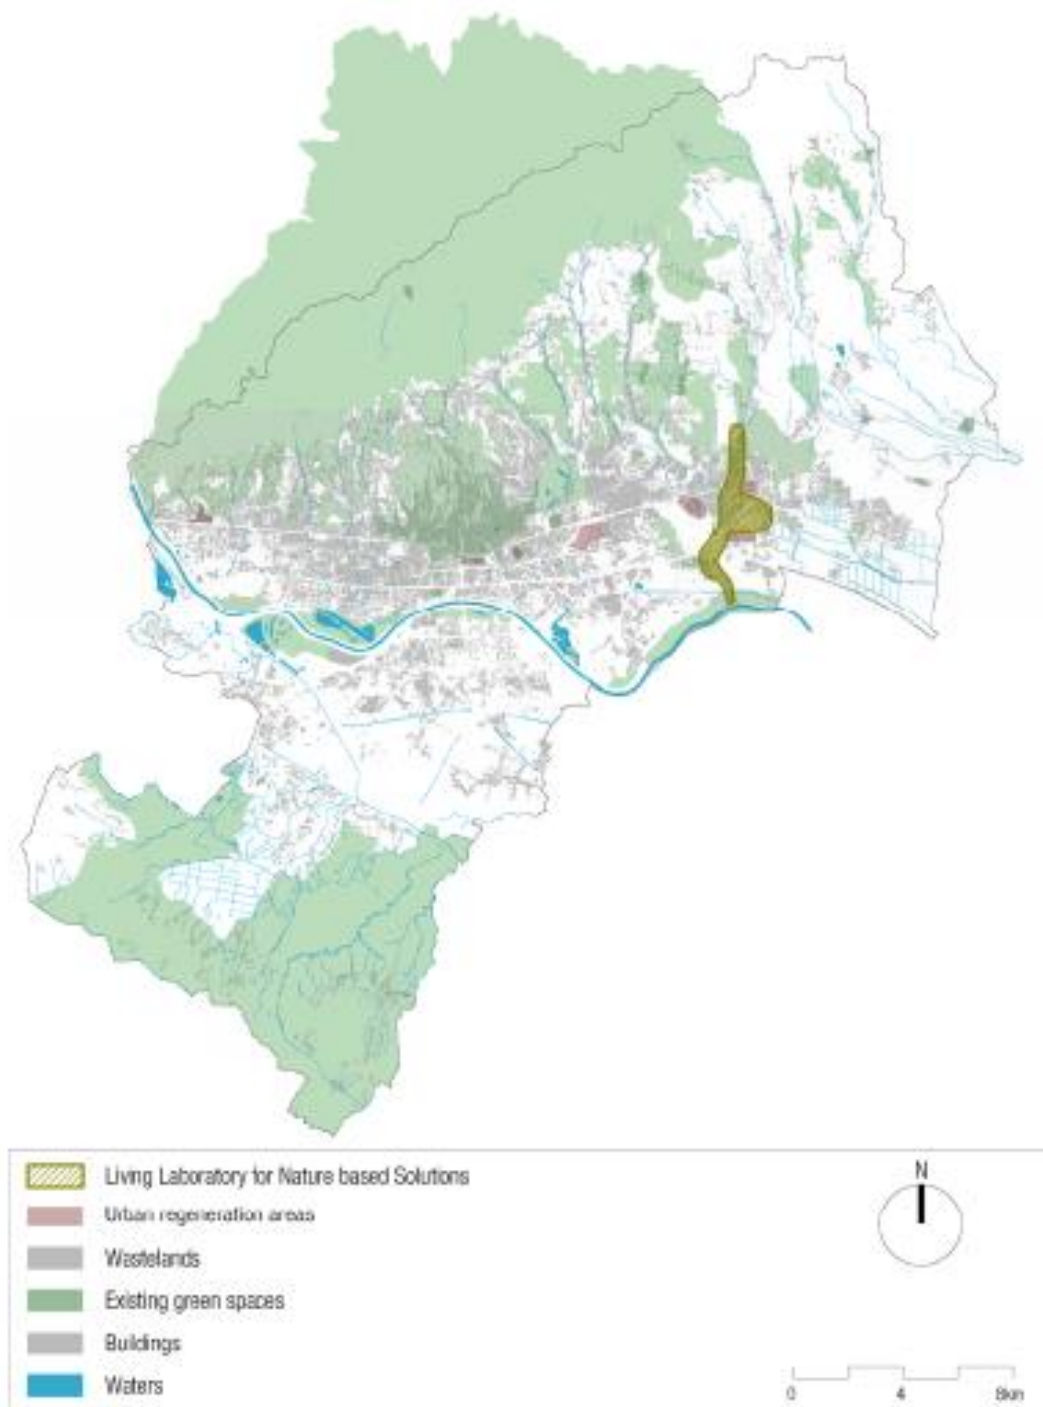 Living Laboratory for Nature based Solutions
Urban regeneration areas
Wastelands
Existing green spaces
Buildings
Waters
N
0 4 8km